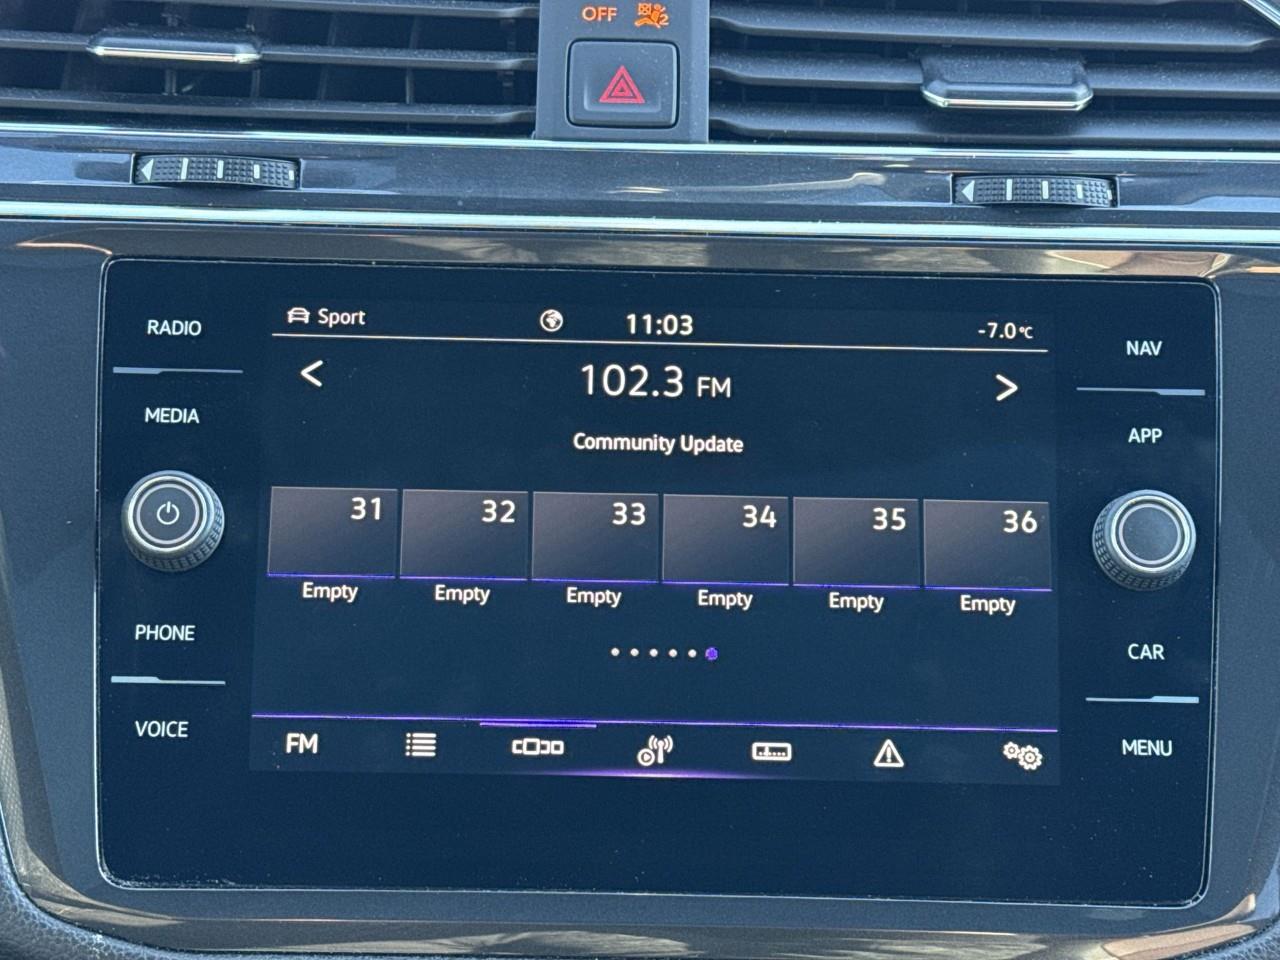 OFF
2
RADIO
MEDIA
PHONE
VOICE
Sport
11:03
-7.0°C
102.3 FM
Community Update
31 32 33 34 35 36
Empty Empty Empty Empty Empty Empty
FM
NAV
APP
CAR
MENU